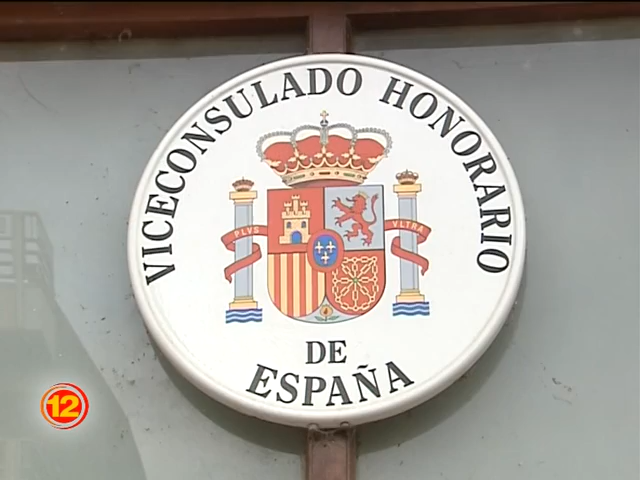 VICECONSULADO HONORARIO
PLVS VLTRA
DE
ESPAÑA
12